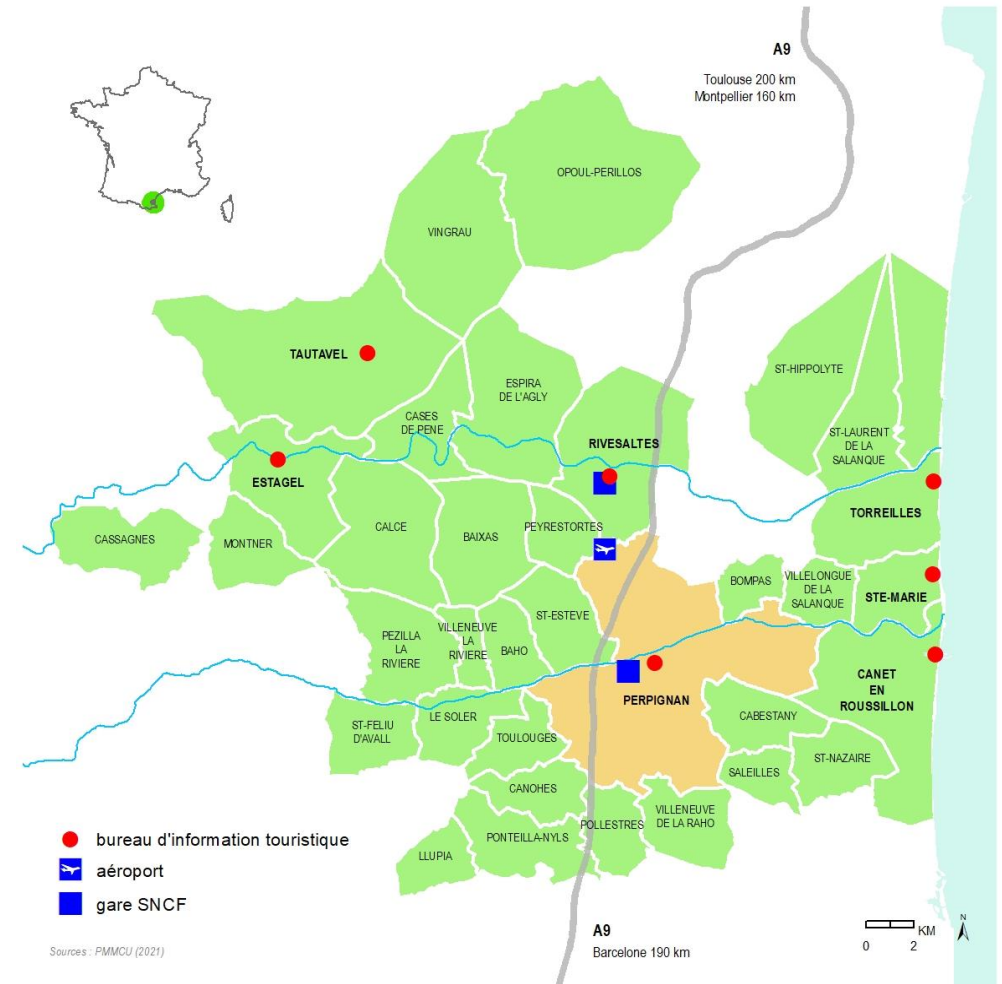 A9
Toulouse 200 km
Montpellier 160 km
OPOUL-PERILLOS
VINGRAU
TAUTAVEL
ESPIRA
DE L'AGLY
ST-HIPPOLYTE
CASES
DE PENE
RIVESALTES
ST-LAURENT
DE LA
SALANQUE
ESTAGEL
TORREILLES
CASSAGNES
MONTNER
CALCE
BAIXAS
PEYRESTORTES
BOMPAS
VILLELONGUE
DE LA
SALANQUE
STE-MARIE
ST-ESTEVE
PEZILLA
LA
RIVIERE
VILLENEUVE
LA
RIVIERE
BAHO
PERPIGNAN
CANET
EN
ROUSSILLON
ST-FELIU
D'AVALL
LE SOLER
TOULOUGES
CABESTANY
ST-NAZAIRE
SALEILLES
CANOHES
PONTEILLA-NYLS
POLLESTRES
VILLENEUVE
DE LA RAHO
LLUPIA
bureau d'information touristique
aéroport
gare SNCF
Sources : PMMCU (2021)
A9
Barcelone 190 km
KM
0 2
N